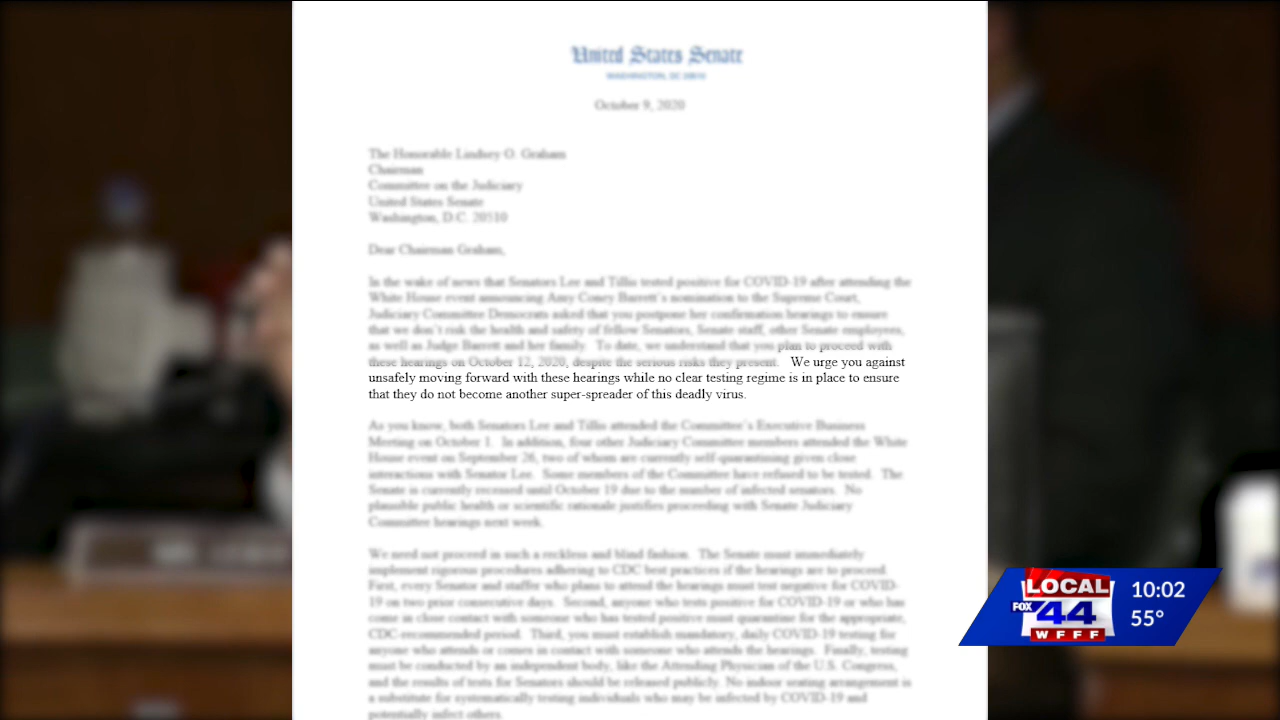 United States Senate
WASHINGTON, DC 20510
October 9, 2020
The Honorable Lindsey O. Graham
Chairman
Committee on the Judiciary
United States Senate
Washington, D.C. 20510
Dear Chairman Graham,
In the wake of news that Senators Lee and Tillis tested positive for COVID-19 after attending the
White House event announcing Amy Coney Barrett's nomination to the Supreme Court,
Judiciary Committee Democrats asked that you postpone her confirmation hearings to ensure
that we don't risk the health and safety of fellow Senators, Senate staff, other Senate employees,
as well as Judge Barrett and her family. To date, we understand that you plan to proceed with
these hearings on October 12, 2020, despite the serious risks they present. We urge you against
unsafely moving forward with these hearings while no clear testing regime is in place to ensure
that they do not become another super-spreader of this deadly virus.
As you know, both Senators Lee and Tillis attended the Committee's Executive Business
Meeting on October 1. In addition, four other Judiciary Committee members attended the White
House event on September 26, two of whom are currently self-quarantining given close
interactions with Senator Lee. Some members of the Committee have refused to be tested. The
Senate is currently recessed until October 19 due to the number of infected senators. No
plausible public health or scientific rationale justifies proceeding with Senate Judiciary
Committee hearings next week.
We need not proceed in such a reckless and blind fashion. The Senate must immediately
implement rigorous procedures adhering to CDC best practices if the hearings are to proceed.
First, every Senator and staffer who plans to attend the hearings must test negative for COVID-
19 on two prior consecutive days. Second, anyone who tests positive for COVID-19 or who has
come in close contact with someone who has tested positive must quarantine for the appropriate,
CDC-recommended period. Third, you must establish mandatory, daily COVID-19 testing for
anyone who attends or comes in contact with someone who attends the hearings. Finally, testing
must be conducted by an independent body, like the Attending Physician of the U.S. Congress,
and the results of tests for Senators should be released publicly. No indoor seating arrangement is
a substitute for systematically testing individuals who may be infected by COVID-19 and
potentially infect others.
LOCAL
FOX 44
WFFF
10:02
55°